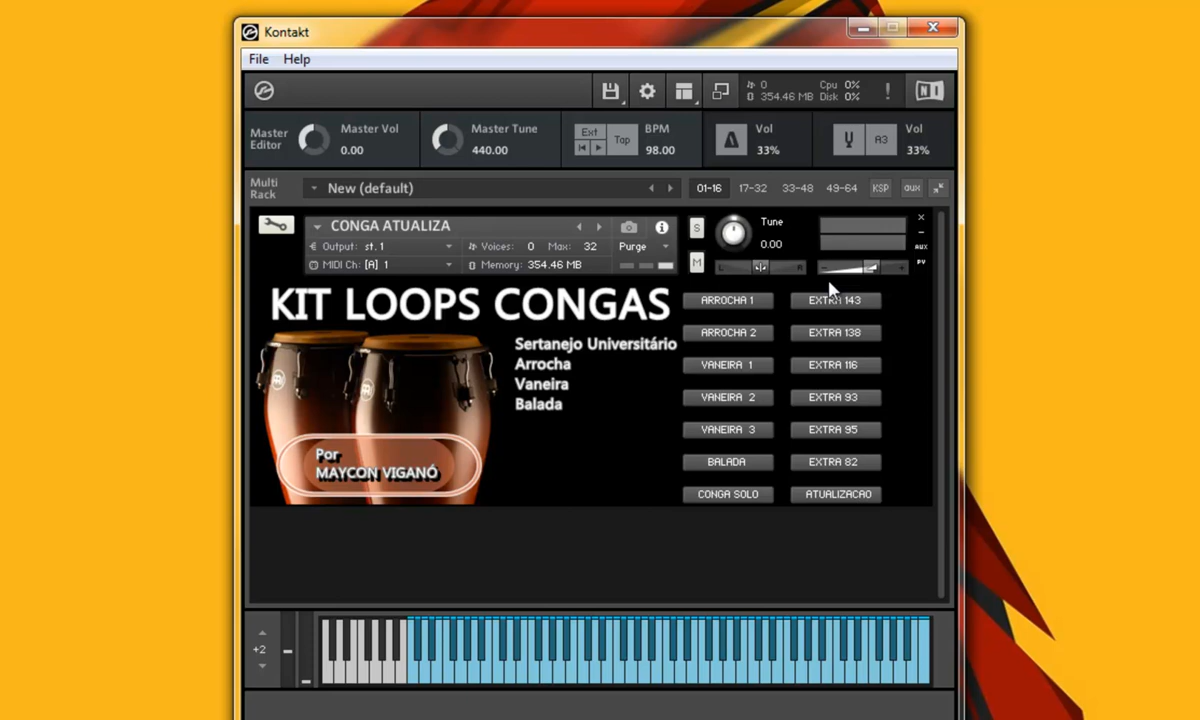 Kontakt
File Help
0 Cpu 0%
354.46 MB Disk 0% !
Master Editor
Master Vol
0.00
Master Tune
440.00
Ext
Tap
BPM
98.00
Vol
33%
A3
Vol
33%
Multi Rack
New (default)
01-16 17-32 33-48 49-64 KSP aux
CONGA ATUALIZA
Output: st. 1 Voices: 0 Max: 32 Purge
MIDI Ch: [A] 1 Memory: 354.46 MB
S
M
Tune
0.00
L R
- +
AUX
PV
KIT LOOPS CONGAS
Sertanejo Universitário
Arrocha
Vaneira
Balada
Por
MAYCON VIGANÓ
ARROCHA 1 EXTRA 143
ARROCHA 2 EXTRA 138
VANEIRA 1 EXTRA 116
VANEIRA 2 EXTRA 93
VANEIRA 3 EXTRA 95
BALADA EXTRA 82
CONGA SOLO ATUALIZACAO
+2